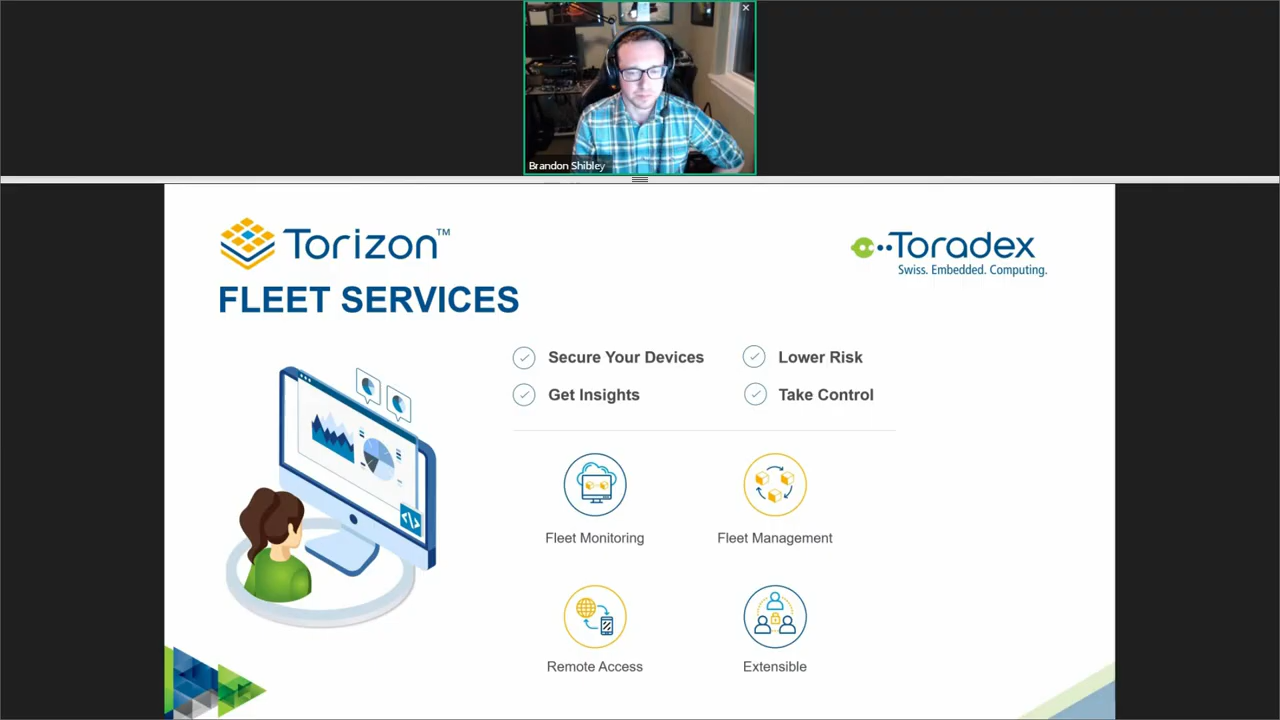 Brandon Shibley
Torizon™
Toradex
Swiss. Embedded. Computing.
FLEET SERVICES
Secure Your Devices
Lower Risk
Get Insights
Take Control
</>
Fleet Monitoring
Fleet Management
Remote Access
Extensible